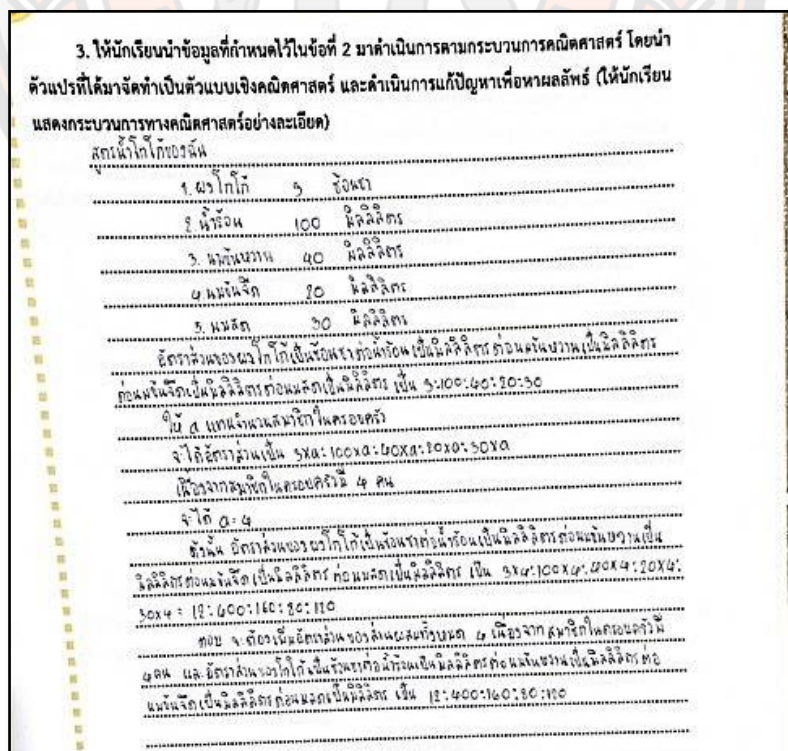 3. ให้นักเรียนนำข้อมูลที่กำหนดไว้ในข้อที่ 2 มาดำเนินการตามกระบวนการคณิตศาสตร์ โดยนำ
ตัวแปรที่ได้มาจัดทำเป็นตัวแบบเชิงคณิตศาสตร์ และดำเนินการแก้ปัญหาเพื่อหาผลลัพธ์ (ให้นักเรียน
แสดงกระบวนการทางคณิตศาสตร์อย่างละเอียด)
สูตรน้ำโกโก้ของฉัน
1. ผงโกโก้ 3 ช้อนชา
2. น้ำร้อน 100 มิลลิลิตร
3. นมข้นหวาน 40 มิลลิลิตร
4. นมข้นจืด 20 มิลลิลิตร
5. นมสด 30 มิลลิลิตร
อัตราส่วนของผงโกโก้เป็นช้อนชาต่อน้ำร้อนเป็นมิลลิลิตรต่อนมข้นหวานเป็นมิลลิลิตร
ต่อนมข้นจืดเป็นมิลลิลิตรต่อนมสดเป็นมิลลิลิตร เป็น 3:100:40:20:30
ให้ a แทนจำนวนสมาชิกในครอบครัว
จะได้อัตราส่วนเป็น 3xa:100xa:40xa:20xa:30xa
เนื่องจากสมาชิกในครอบครัวมี 4 คน
จะได้ a=4
ดังนั้น อัตราส่วนของผงโกโก้เป็นช้อนชาต่อน้ำร้อนเป็นมิลลิลิตรต่อนมข้นหวานเป็น
มิลลิลิตรต่อนมข้นจืดเป็นมิลลิลิตร ต่อนมสดเป็นมิลลิลิตร เป็น 3x4:100x4:40x4:20x4:
30x4 = 12:400:160:80:120
ตอบ จะต้องเพิ่มอัตราส่วนของส่วนผสมทั้งหมด 4 เนื่องจากสมาชิกในครอบครัวมี
4 คน และอัตราส่วนของโกโก้เป็นช้อนชาต่อน้ำร้อนเป็นมิลลิลิตรต่อนมข้นหวานเป็นมิลลิลิตรต่อ
นมข้นจืดเป็นมิลลิลิตรต่อนมสดเป็นมิลลิลิตร เป็น 12:400:160:80:120